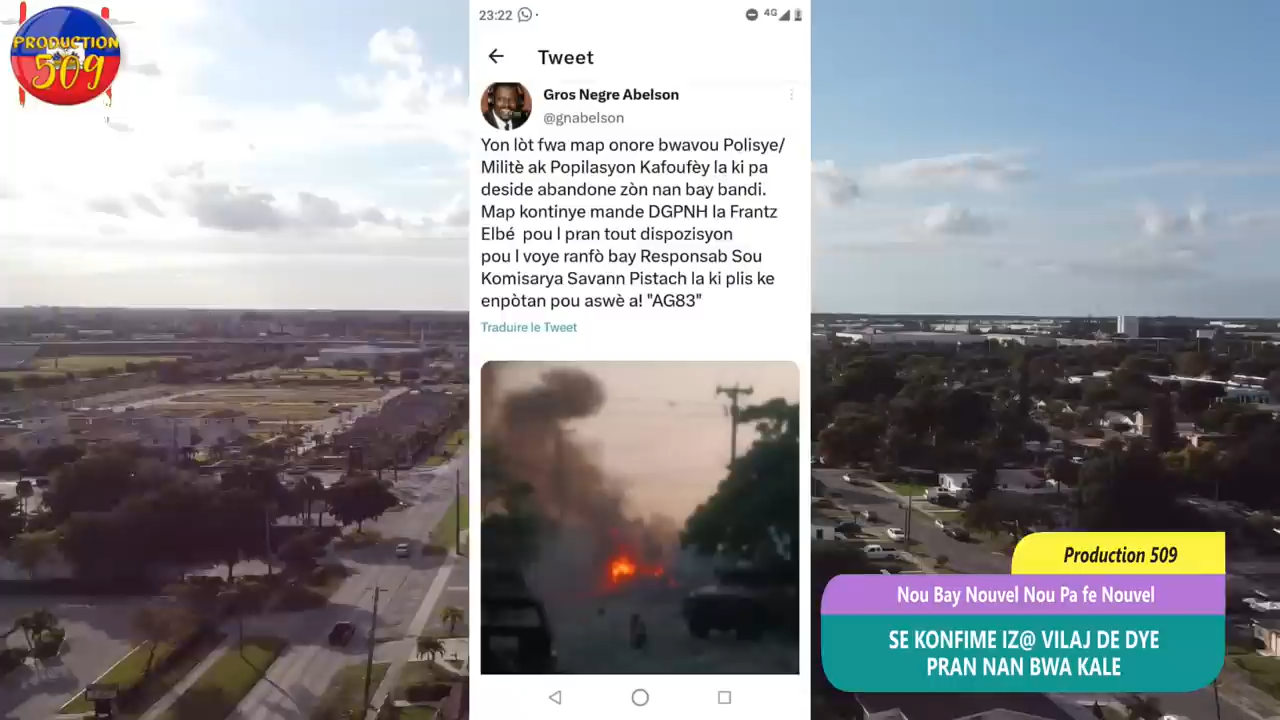 PRODUCTION
509
23:22
4G
Tweet
Gros Negre Abelson
@gnabelson
Yon lòt fwa map onore bwavou Polisye/
Militè ak Popilasyon Kafoufèy la ki pa
deside abandone zòn nan bay bandi.
Map kontinye mande DGPNH la Frantz
Elbé pou l pran tout dispozisyon
pou l voye ranfò bay Responsab Sou
Komisarya Savann Pistach la ki plis ke
enpòtan pou aswè a! "AG83"
Traduire le Tweet
Production 509
Nou Bay Nouvel Nou Pa fe Nouvel
SE KONFIME IZ@ VILAJ DE DYE
PRAN NAN BWA KALE